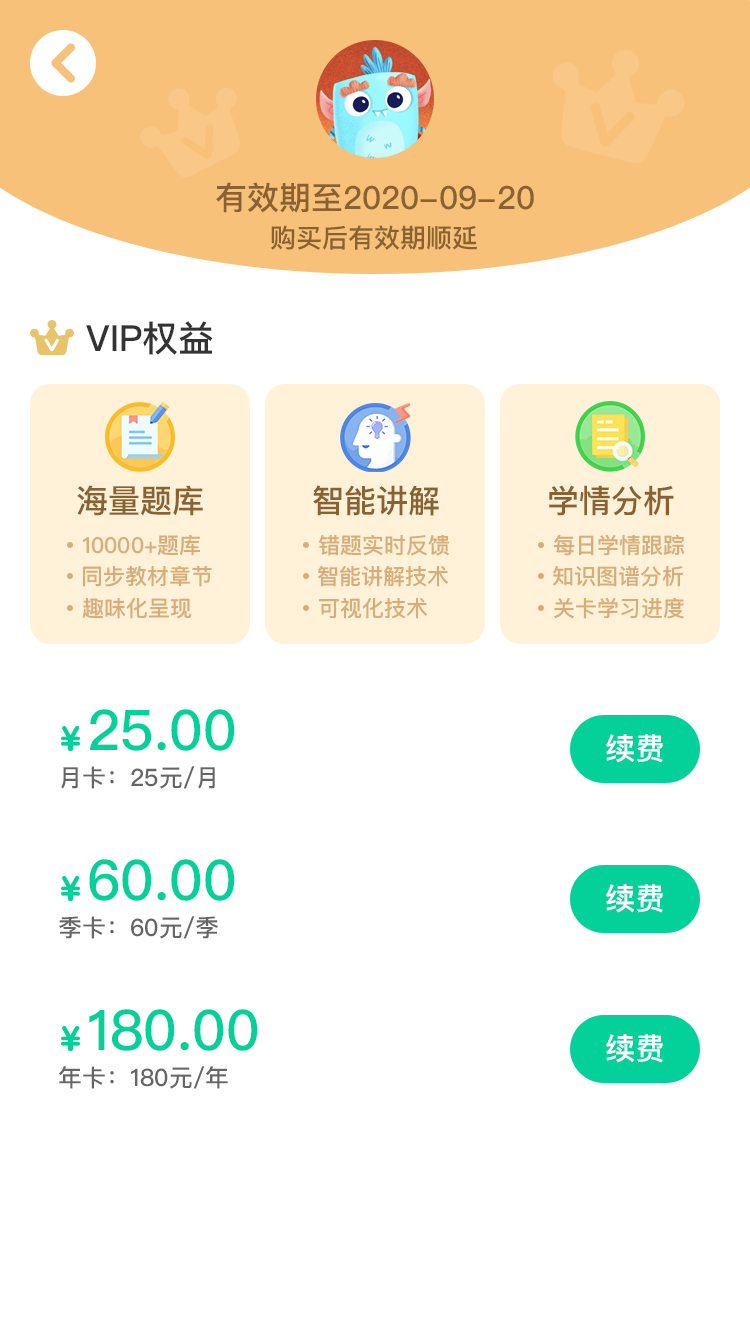 有效期至2020-09-20
购买后有效期顺延
VIP权益
海量题库
• 10000+题库
• 同步教材章节
• 趣味化呈现
智能讲解
• 错题实时反馈
• 智能讲解技术
• 可视化技术
学情分析
• 每日学情跟踪
• 知识图谱分析
• 关卡学习进度
¥25.00
月卡：25元/月
续费
¥60.00
季卡：60元/季
续费
¥180.00
年卡：180元/年
续费